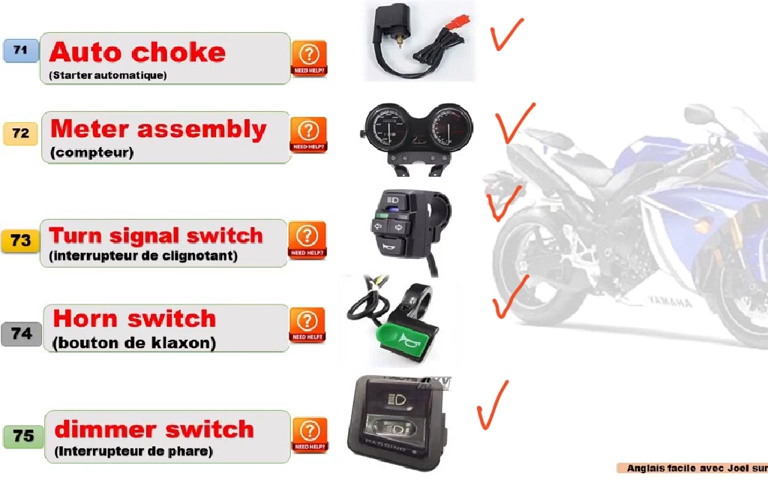 71
Auto choke
(Starter automatique)
NEED HELP?
72
Meter assembly
(compteur)
NEED HELP?
73
Turn signal switch
(interrupteur de clignotant)
NEED HELP?
74
Horn switch
(bouton de klaxon)
NEED HELP?
75
dimmer switch
(Interrupteur de phare)
NEED HELP?
PASSING
YAMAHA
Anglais facile avec Joel sur